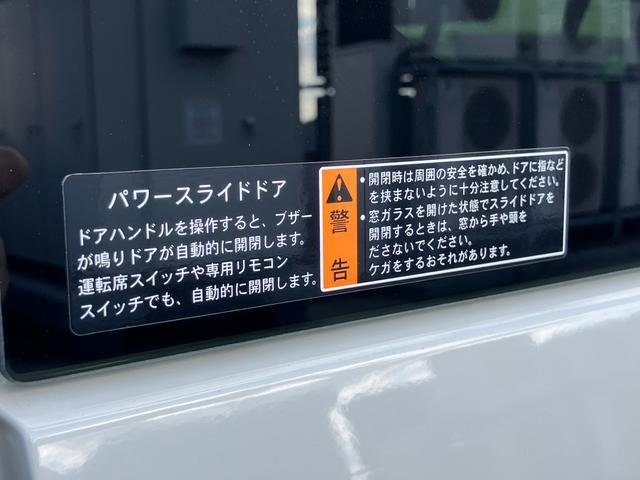 パワースライドドア
ドアハンドルを操作すると、ブザー
が鳴りドアが自動的に開閉します。
運転席スイッチや専用リモコン
スイッチでも、自動的に開閉します。
警告
・開閉時は周囲の安全を確かめ、ドアに指など
を挟まないように十分注意してください。
・窓ガラスを開けた状態でスライドドアを
開閉するときは、窓から手や頭を
ださないでください。
ケガをするおそれがあります。